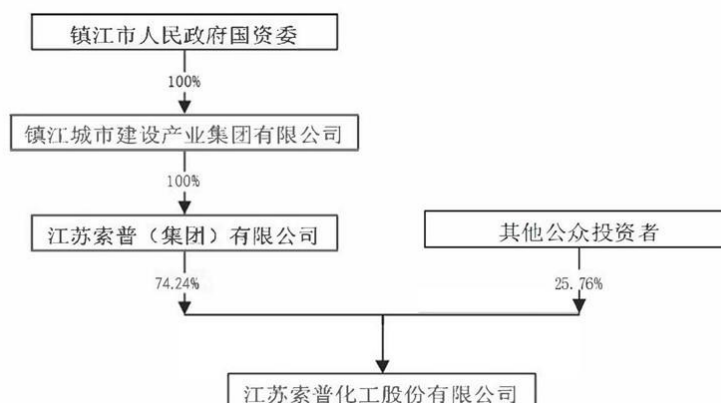 镇江市人民政府国资委
100%
镇江城市建设产业集团有限公司
100%
江苏索普（集团）有限公司
其他公众投资者
74.24%
25.76%
江苏索普化工股份有限公司